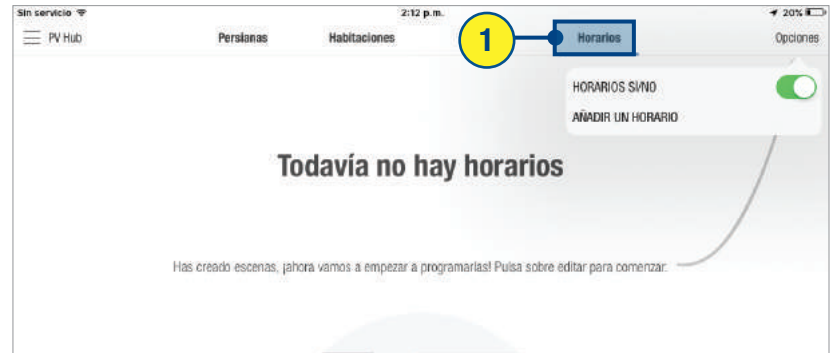 Sin servicio 2:12 p.m. 20%
PV Hub Persianas Habitaciones 1 Horarios Opciones
HORARIOS SI/NO
AÑADIR UN HORARIO
Todavía no hay horarios
Has creado escenas, ¡ahora vamos a empezar a programarlas! Pulsa sobre editar para comenzar.